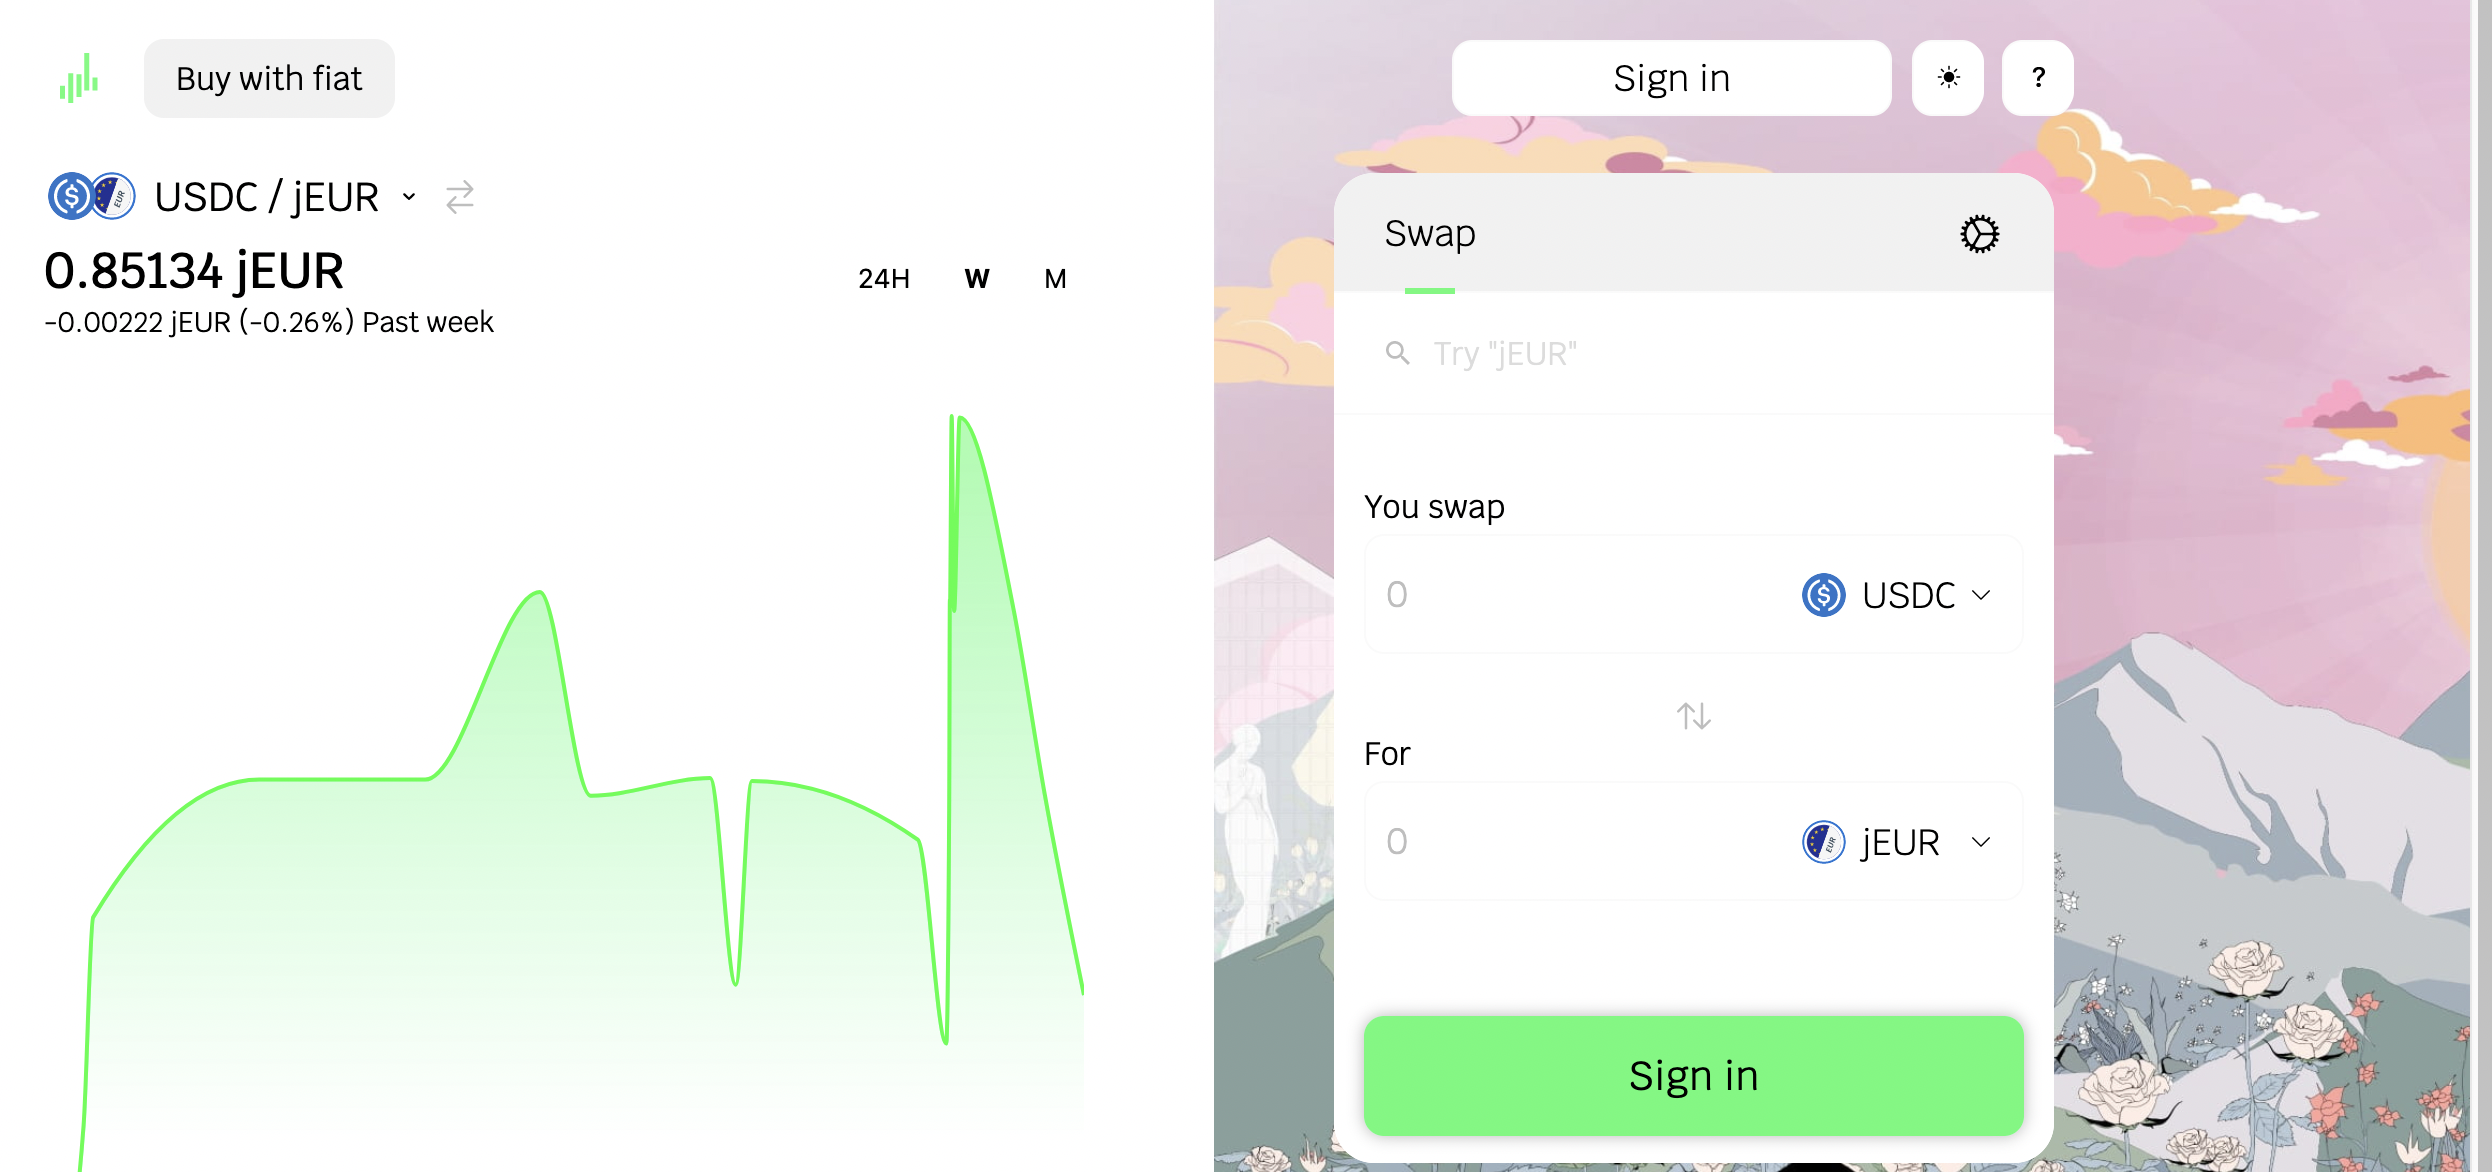 Buy with fiat
USDC / jEUR
0.85134 jEUR
-0.00222 jEUR (-0.26%) Past week
24H W M
Sign in
?
Swap
Try "jEUR"
You swap
0
USDC
For
0
jEUR
Sign in